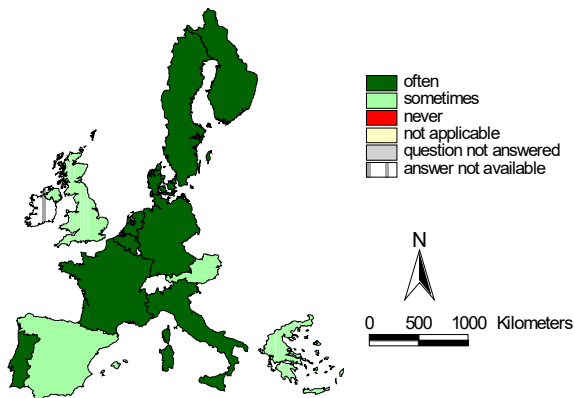 often
sometimes
never
not applicable
question not answered
answer not available
N
0 500 1000 Kilometers